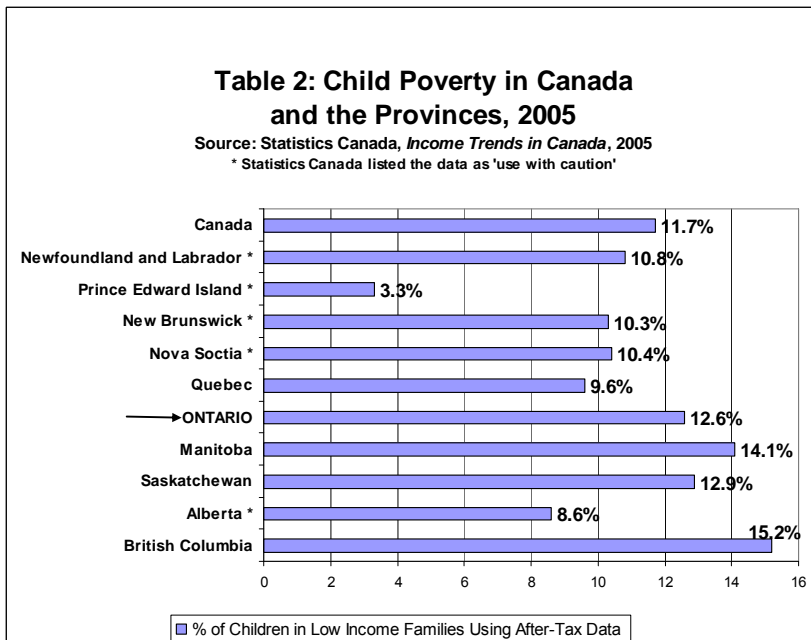 Table 2: Child Poverty in Canada
and the Provinces, 2005
Source: Statistics Canada, Income Trends in Canada, 2005
* Statistics Canada listed the data as 'use with caution'
Canada 11.7%
Newfoundland and Labrador * 10.8%
Prince Edward Island * 3.3%
New Brunswick * 10.3%
Nova Soctia * 10.4%
Quebec 9.6%
ONTARIO 12.6%
Manitoba 14.1%
Saskatchewan 12.9%
Alberta * 8.6%
British Columbia 15.2%
0 2 4 6 8 10 12 14 16
% of Children in Low Income Families Using After-Tax Data